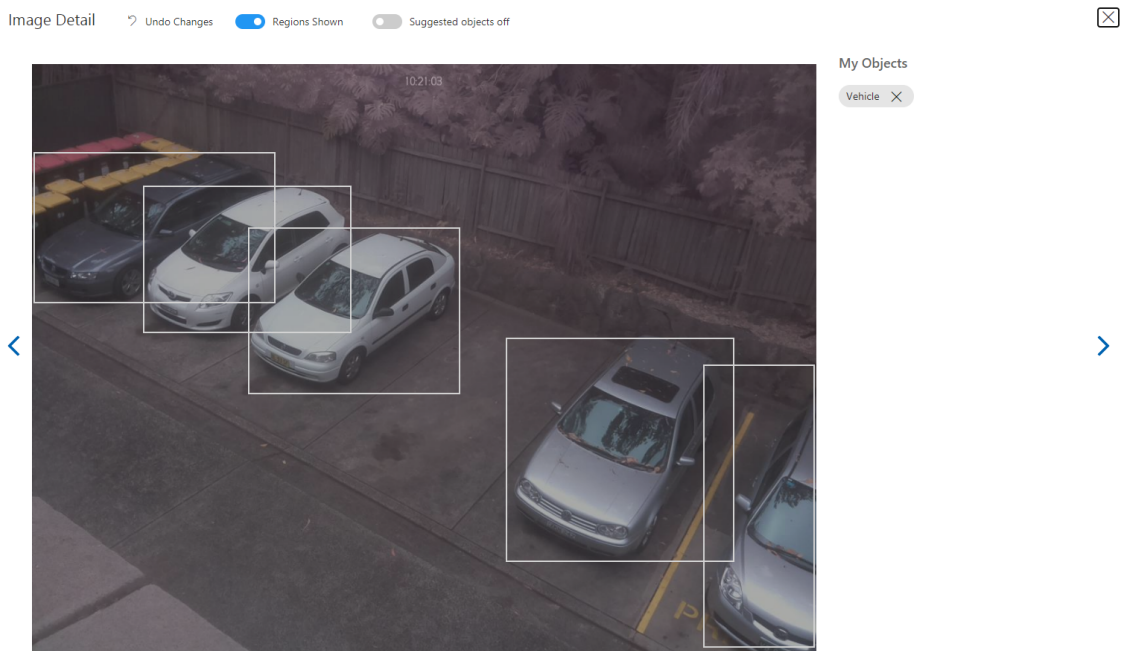 Image Detail
Undo Changes
Regions Shown
Suggested objects off
My Objects
Vehicle
10:21:03